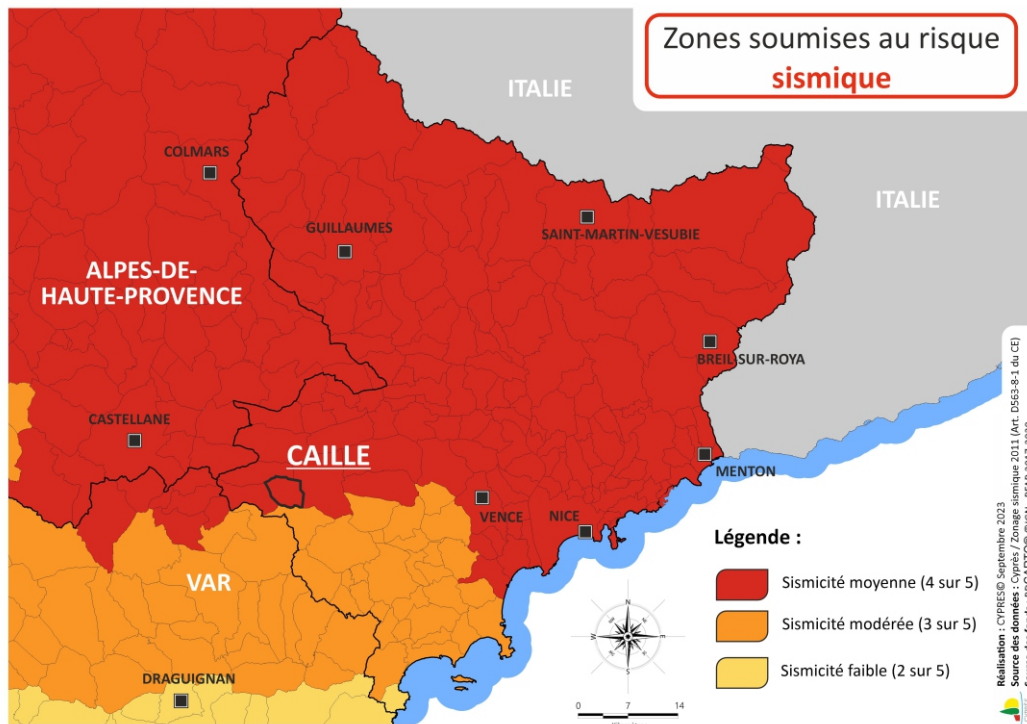 Zones soumises au risque
sismique
ITALIE
COLMARS
ITALIE
GUILLAUMES
SAINT-MARTIN-VESUBIE
ALPES-DE-
HAUTE-PROVENCE
BREIL-SUR-ROYA
CASTELLANE
CAILLE
MENTON
VENCE
NICE
VAR
DRAGUIGNAN
Légende :
Sismicité moyenne (4 sur 5)
Sismicité modérée (3 sur 5)
Sismicité faible (2 sur 5)
N
W
E
S
0 7 14
Réalisation : CYPRES© Septembre 2023
Source des données : Cyprès / Zonage sismique 2011 (Art. D563-8-1 du CE)